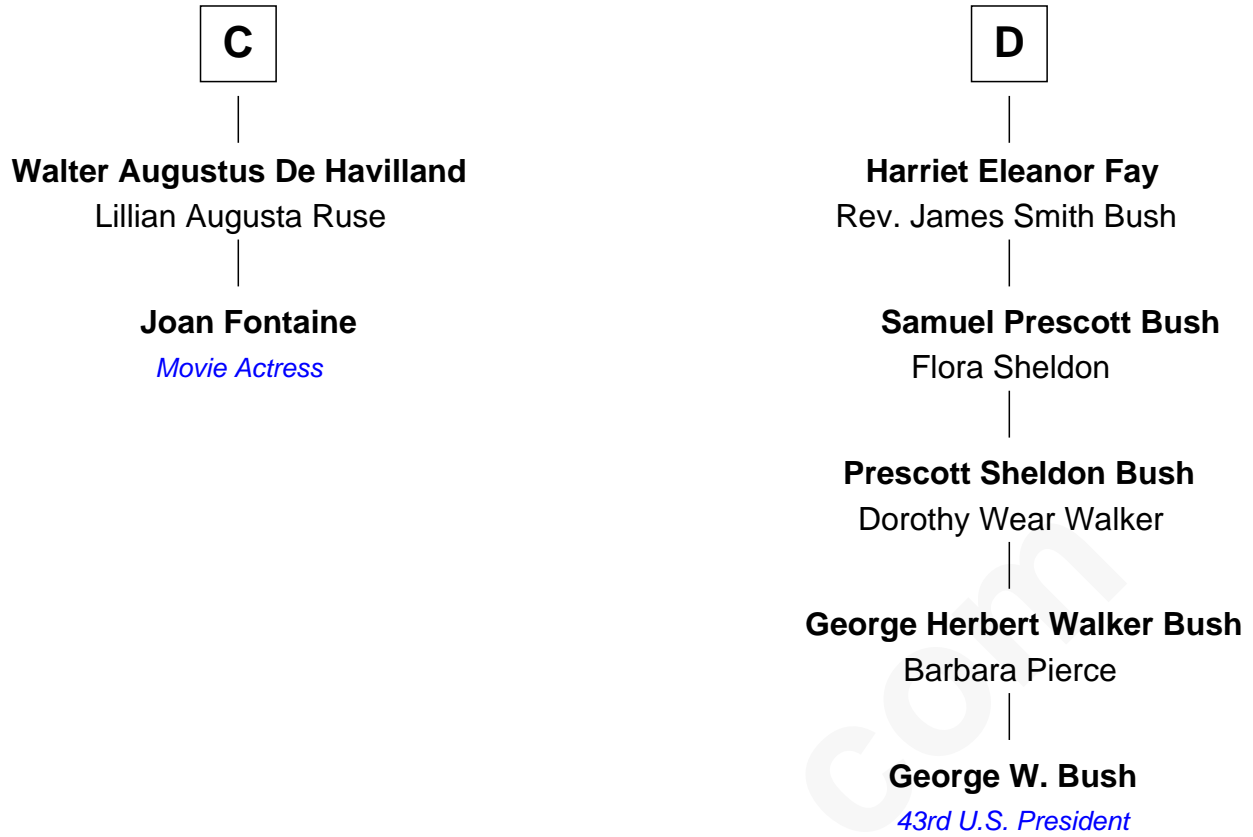 C
Walter Augustus De Havilland
Lillian Augusta Ruse
Joan Fontaine
Movie Actress
D
Harriet Eleanor Fay
Rev. James Smith Bush
Samuel Prescott Bush
Flora Sheldon
Prescott Sheldon Bush
Dorothy Wear Walker
George Herbert Walker Bush
Barbara Pierce
George W. Bush
43rd U.S. President
com